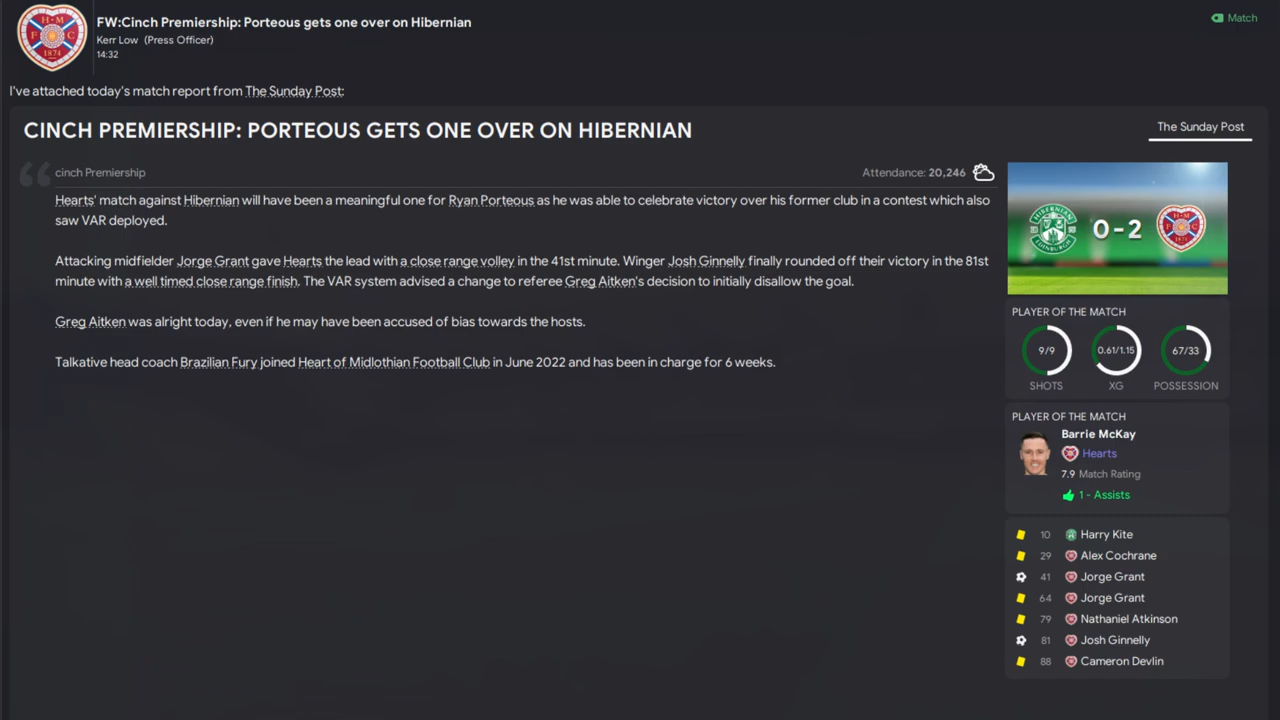 FW:Cinch Premiership: Porteous gets one over on Hibernian
Kerr Low (Press Officer)
14:32
Match
I've attached today's match report from The Sunday Post:
CINCH PREMIERSHIP: PORTEOUS GETS ONE OVER ON HIBERNIAN
The Sunday Post
cinch Premiership
Attendance: 20,246
Hearts' match against Hibernian will have been a meaningful one for Ryan Porteous as he was able to celebrate victory over his former club in a contest which also
saw VAR deployed.
Attacking midfielder Jorge Grant gave Hearts the lead with a close range volley in the 41st minute. Winger Josh Ginnelly finally rounded off their victory in the 81st
minute with a well timed close range finish. The VAR system advised a change to referee Greg Aitken's decision to initially disallow the goal.
Greg Aitken was alright today, even if he may have been accused of bias towards the hosts.
Talkative head coach Brazilian Fury joined Heart of Midlothian Football Club in June 2022 and has been in charge for 6 weeks.
0-2
PLAYER OF THE MATCH
9/9
0.61/1.15
67/33
SHOTS
XG
POSSESSION
PLAYER OF THE MATCH
Barrie McKay
Hearts
7.9 Match Rating
1 - Assists
10 Harry Kite
29 Alex Cochrane
41 Jorge Grant
64 Jorge Grant
79 Nathaniel Atkinson
81 Josh Ginnelly
88 Cameron Devlin